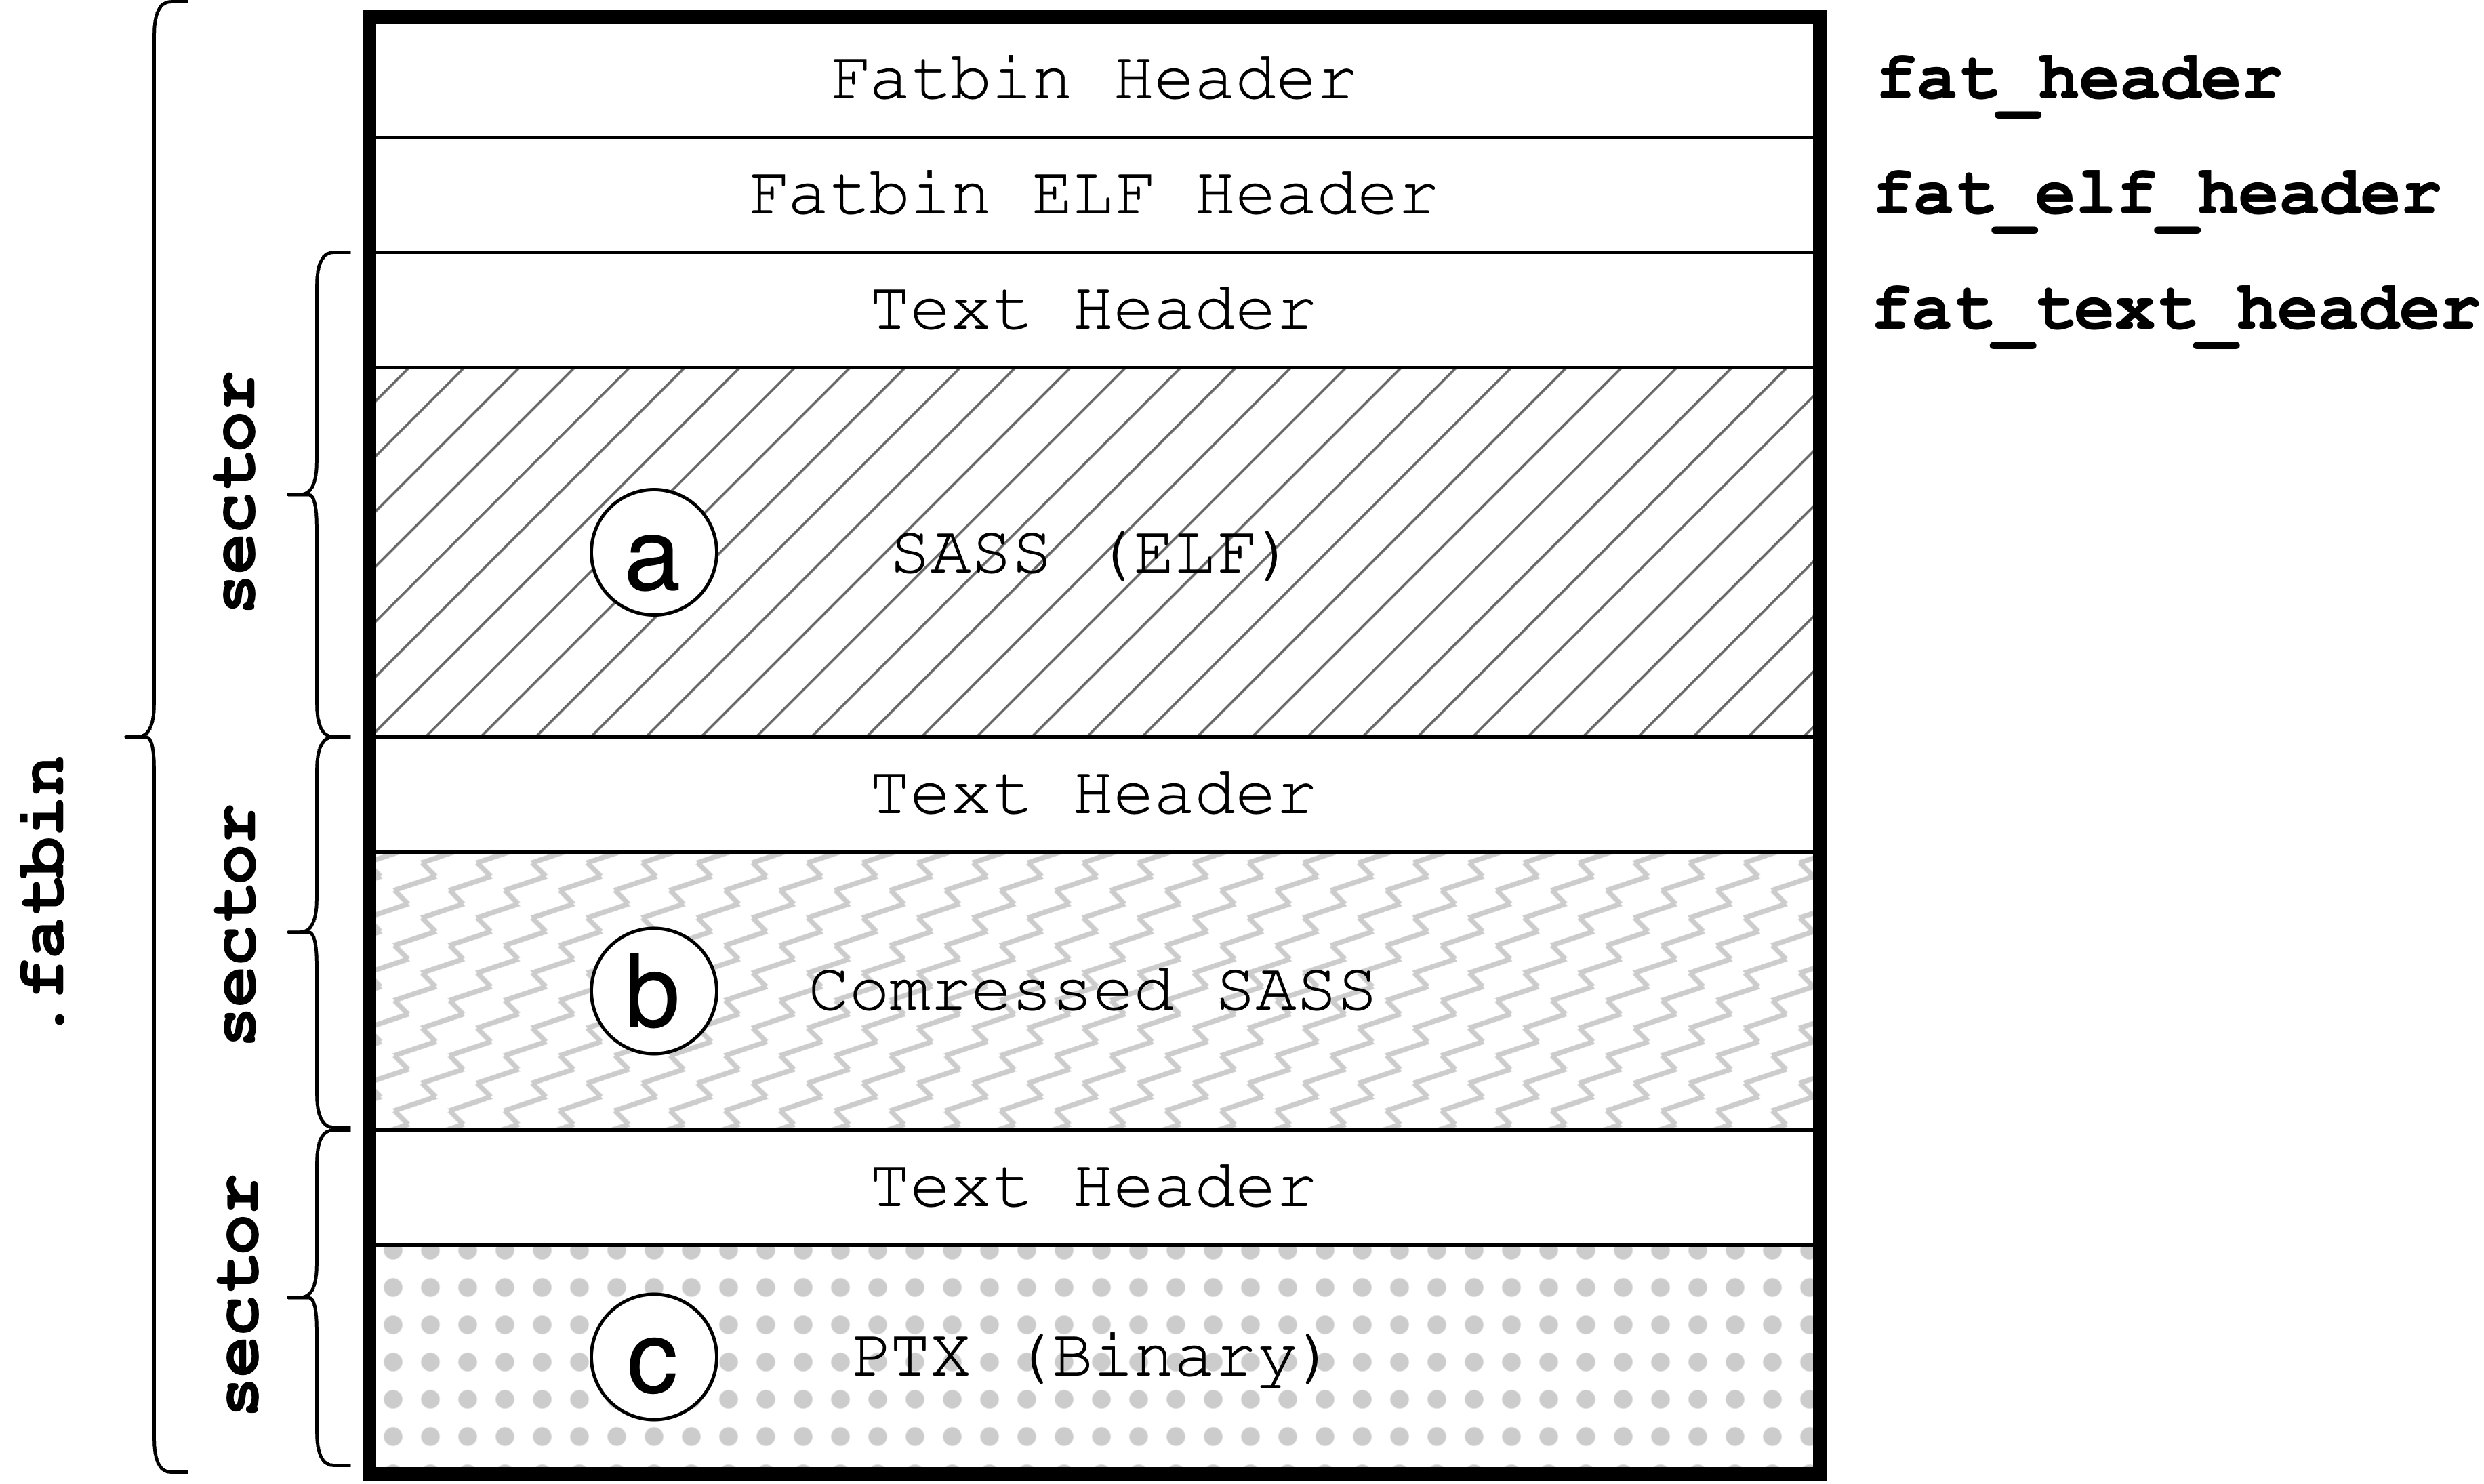 Fatbin Header
fat_header
Fatbin ELF Header
fat_elf_header
Text Header
fat_text_header
sector
a
SASS (ELF)
Text Header
.fatbin
sector
b
Comressed SASS
Text Header
sector
c
PTX (Binary)